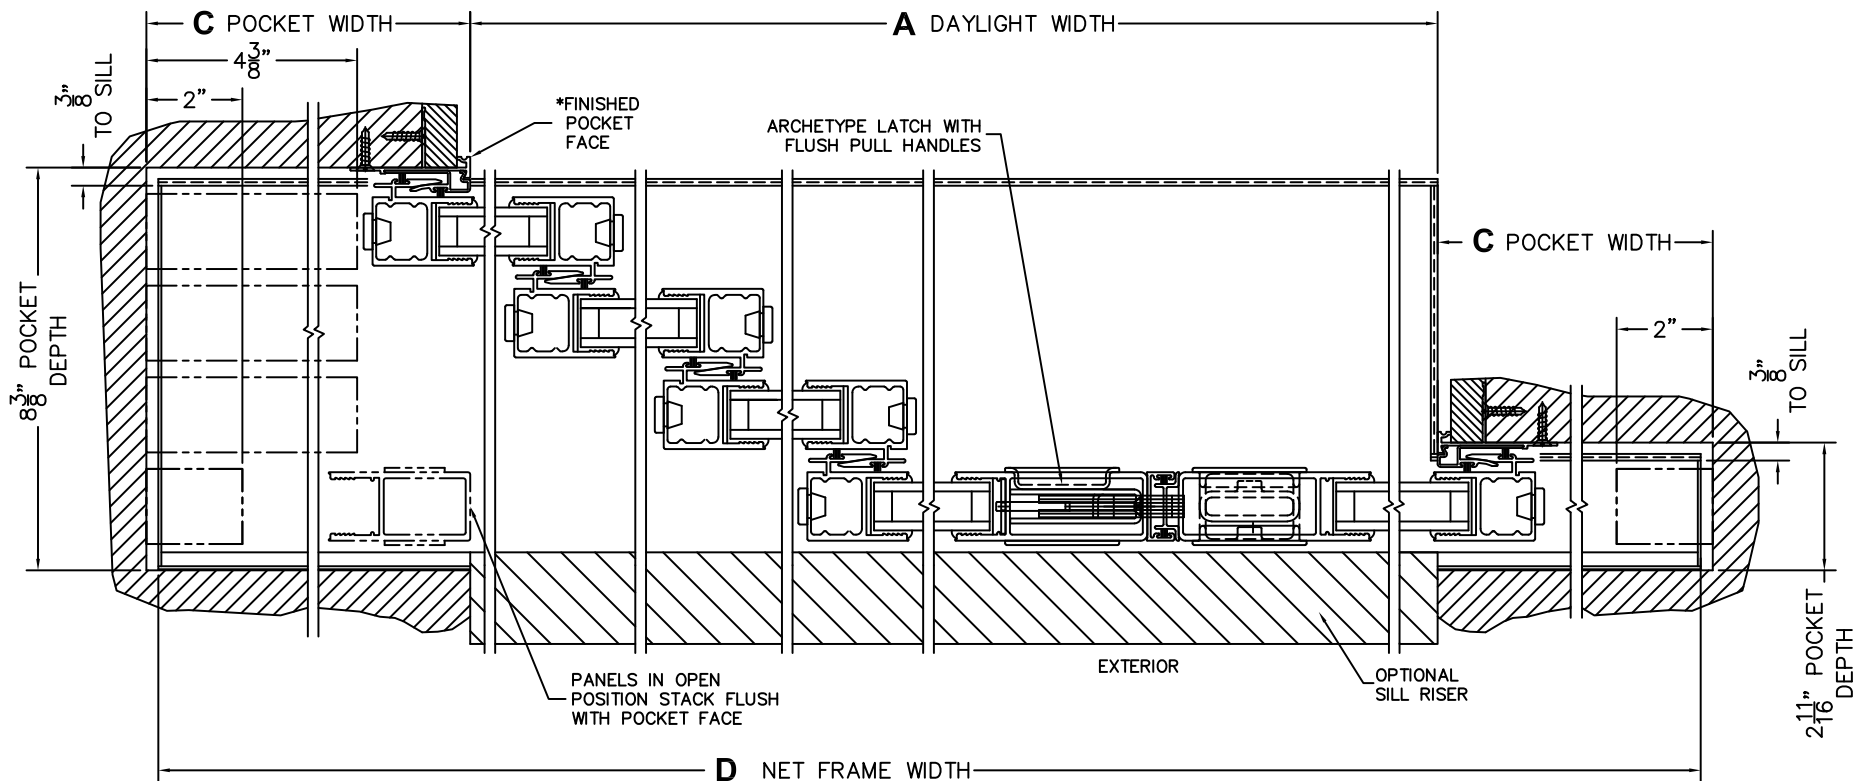 C POCKET WIDTH
A DAYLIGHT WIDTH
4 3/8"
2"
3/8" TO SILL
*FINISHED
POCKET
FACE
ARCHETYPE LATCH WITH
FLUSH PULL HANDLES
C POCKET WIDTH
2"
3/8" TO SILL
8 3/8" POCKET
DEPTH
2 11/16" POCKET
DEPTH
EXTERIOR
PANELS IN OPEN
POSITION STACK FLUSH
WITH POCKET FACE
OPTIONAL
SILL RISER
D NET FRAME WIDTH